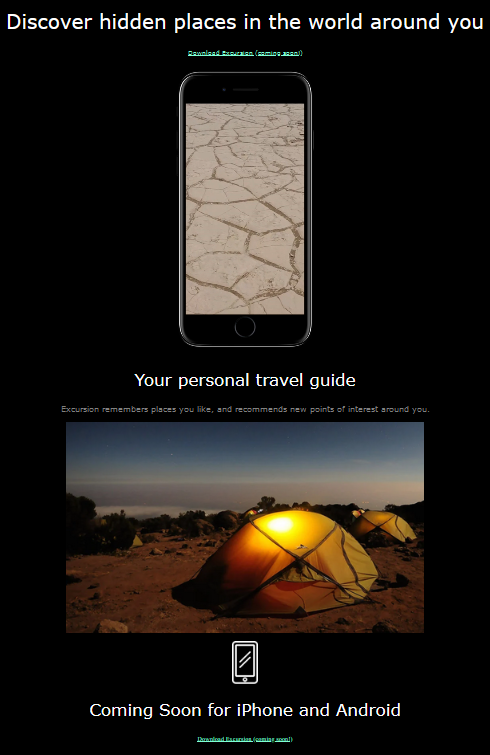 Discover hidden places in the world around you
Download Excursion (coming soon!)
Your personal travel guide
Excursion remembers places you like, and recommends new points of interest around you.
Coming Soon for iPhone and Android
Download Excursion (coming soon!)